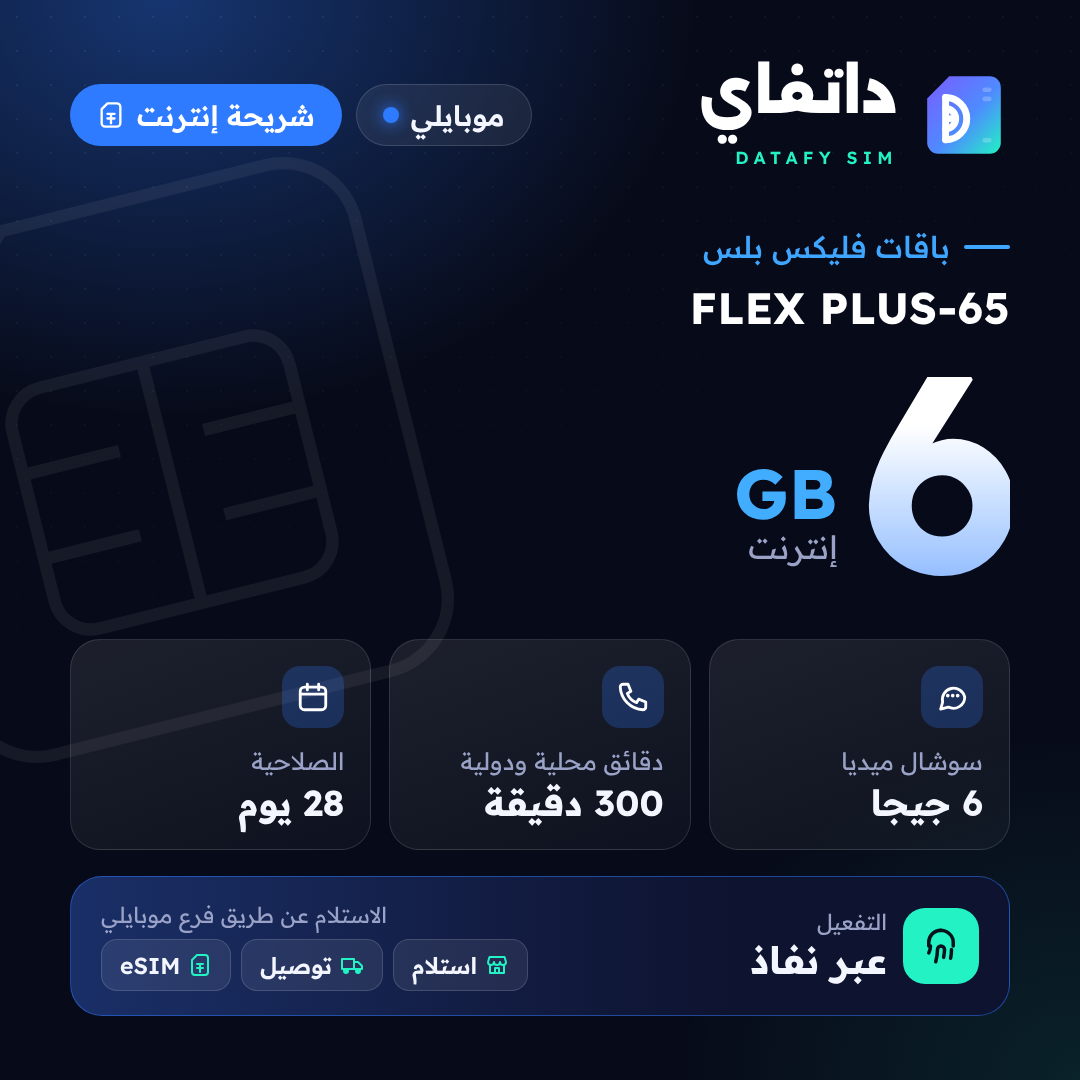 داتفاي
DATAFY SIM
موبايلي
شريحة إنترنت
باقات فليكس بلس
FLEX PLUS-65
6
GB
إنترنت
سوشال ميديا
6 جيجا
دقائق محلية ودولية
300 دقيقة
الصلاحية
28 يوم
التفعيل
عبر نفاذ
الاستلام عن طريق فرع موبايلي
استلام
توصيل
eSIM